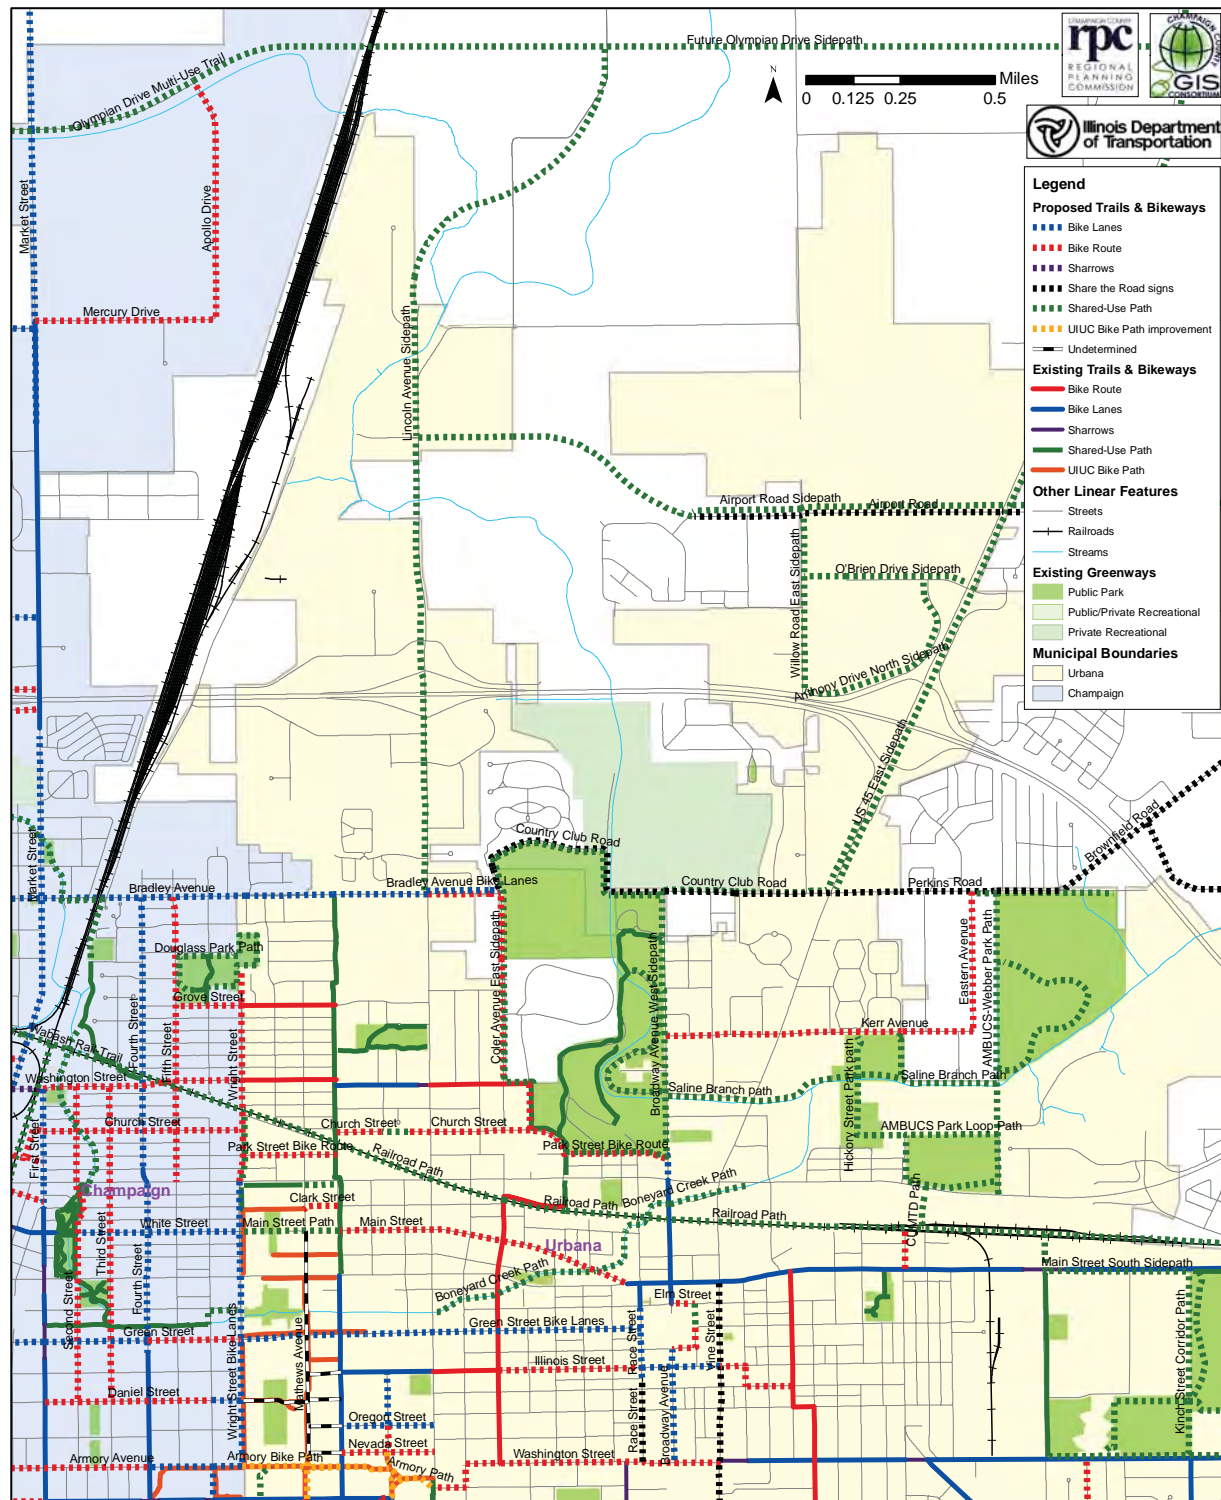 Future Olympian Drive Sidepath
Olympian Drive Multi-Use Trail
N
Miles
0 0.125 0.25 0.5
CHAMPAIGN COUNTY
rpc
REGIONAL
PLANNING
COMMISSION
CHAMPAIGN COUNTY
GIS
CONSORTIUM
Illinois Department
of Transportation
Legend
Proposed Trails & Bikeways
Bike Lanes
Bike Route
Sharrows
Share the Road signs
Shared-Use Path
UIUC Bike Path improvement
Undetermined
Existing Trails & Bikeways
Bike Route
Bike Lanes
Sharrows
Shared-Use Path
UIUC Bike Path
Other Linear Features
Streets
Railroads
Streams
Existing Greenways
Public Park
Public/Private Recreational
Private Recreational
Municipal Boundaries
Urbana
Champaign
Market Street
Apollo Drive
Mercury Drive
Lincoln Avenue Sidepath
Airport Road Sidepath
Airport Road
Willow Road East Sidepath
O'Brien Drive Sidepath
Anthony Drive North Sidepath
US 45 East Sidepath
Brownfield Road
Market Street
Country Club Road
Bradley Avenue
Bradley Avenue Bike Lanes
Country Club Road
Perkins Road
Douglass Park Path
Grove Street
Fourth Street
Fifth Street
Wright Street
Coler Avenue East Sidepath
Broadway Avenue West Sidepath
Eastern Avenue
AMBUCS-Webber Park Path
Kerr Avenue
Wabash Rail-Trail
Washington Street
Saline Branch path
Saline Branch Path
Hickory Street Park path
Church Street
Church Street
Church Street
AMBUCS Park Loop Path
First Street
Park Street Bike Route
Railroad Path
Park Street Bike Route
Champaign
Clark Street
Railroad Path
Boneyard Creek Path
Railroad Path
CUMTD Path
White Street
Main Street Path
Main Street
Urbana
Third Street
Fourth Street
Second Street
Boneyard Creek Path
Main Street South Sidepath
Elm Street
Green Street
Wright Street Bike Lanes
Mathews Avenue
Green Street Bike Lanes
Race Street
Vine Street
Kinch Street Corridor Path
Illinois Street
Daniel Street
Oregon Street
Race Street
Broadway Avenue
Nevada Street
Washington Street
Armory Avenue
Armory Bike Path
Armory Path